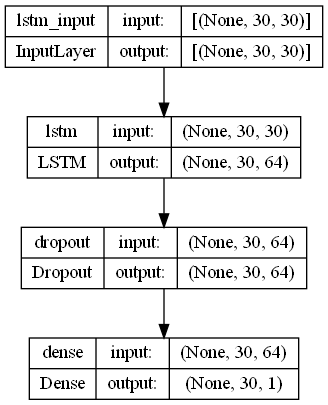 lstm_input input: [(None, 30, 30)]
InputLayer output: [(None, 30, 30)]
lstm input: (None, 30, 30)
LSTM output: (None, 30, 64)
dropout input: (None, 30, 64)
Dropout output: (None, 30, 64)
dense input: (None, 30, 64)
Dense output: (None, 30, 1)